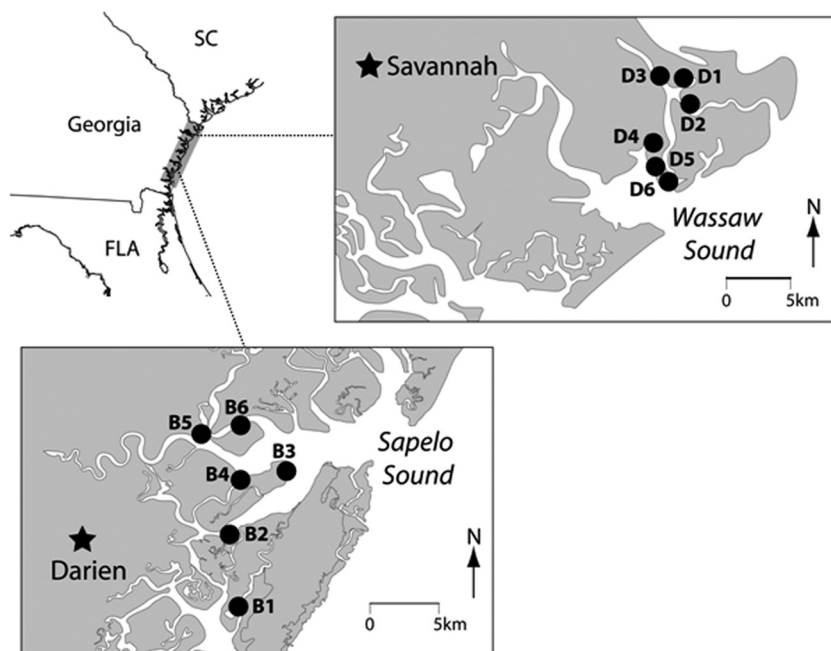 SC
Georgia
FLA
Savannah
D3
D1
D2
D4
D5
D6
Wassaw
Sound
N
0
5km
B5
B6
B3
B4
B2
B1
Sapelo
Sound
Darien
N
0
5km